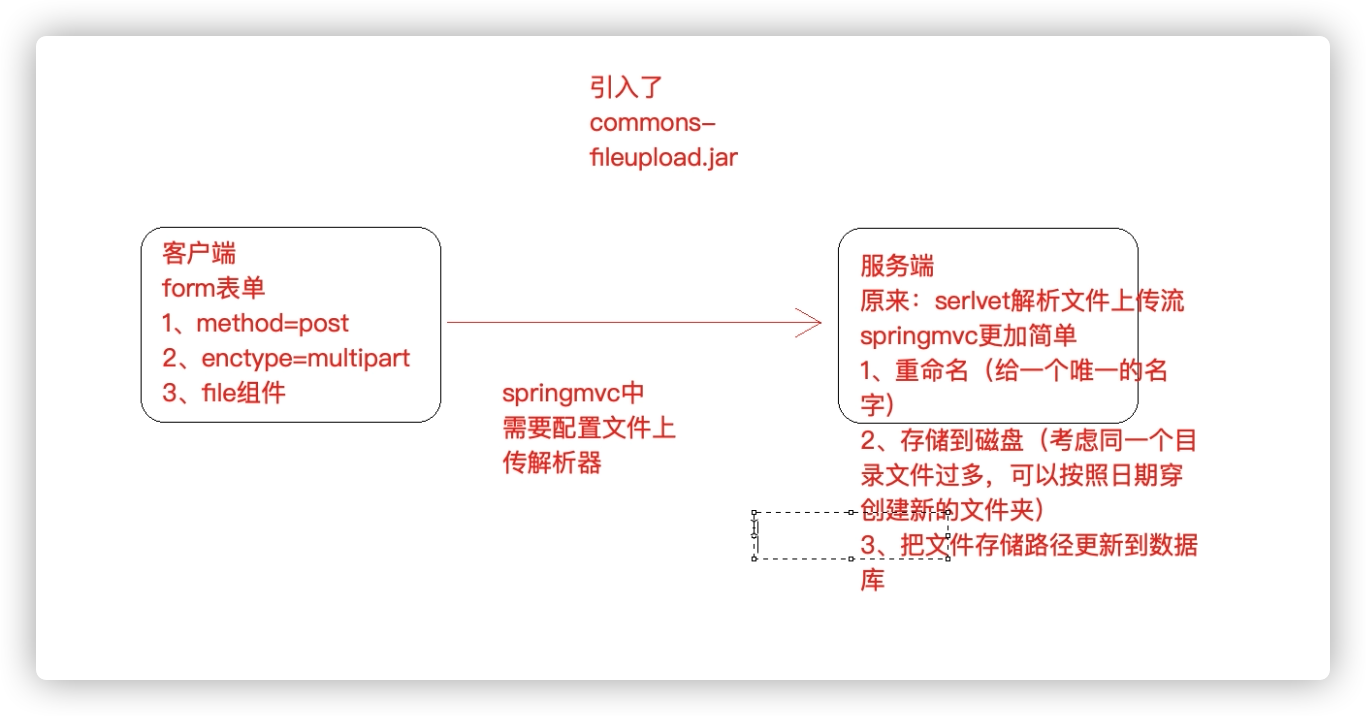 引入了
commons-
fileupload.jar
客户端
form表单
1、method=post
2、enctype=multipart
3、file组件
springmvc中
需要配置文件上
传解析器
服务端
原来：serlvet解析文件上传流
springmvc更加简单
1、重命名（给一个唯一的名
字）
2、存储到磁盘（考虑同一个目
录文件过多，可以按照日期穿
创建新的文件夹）
3、把文件存储路径更新到数据
库